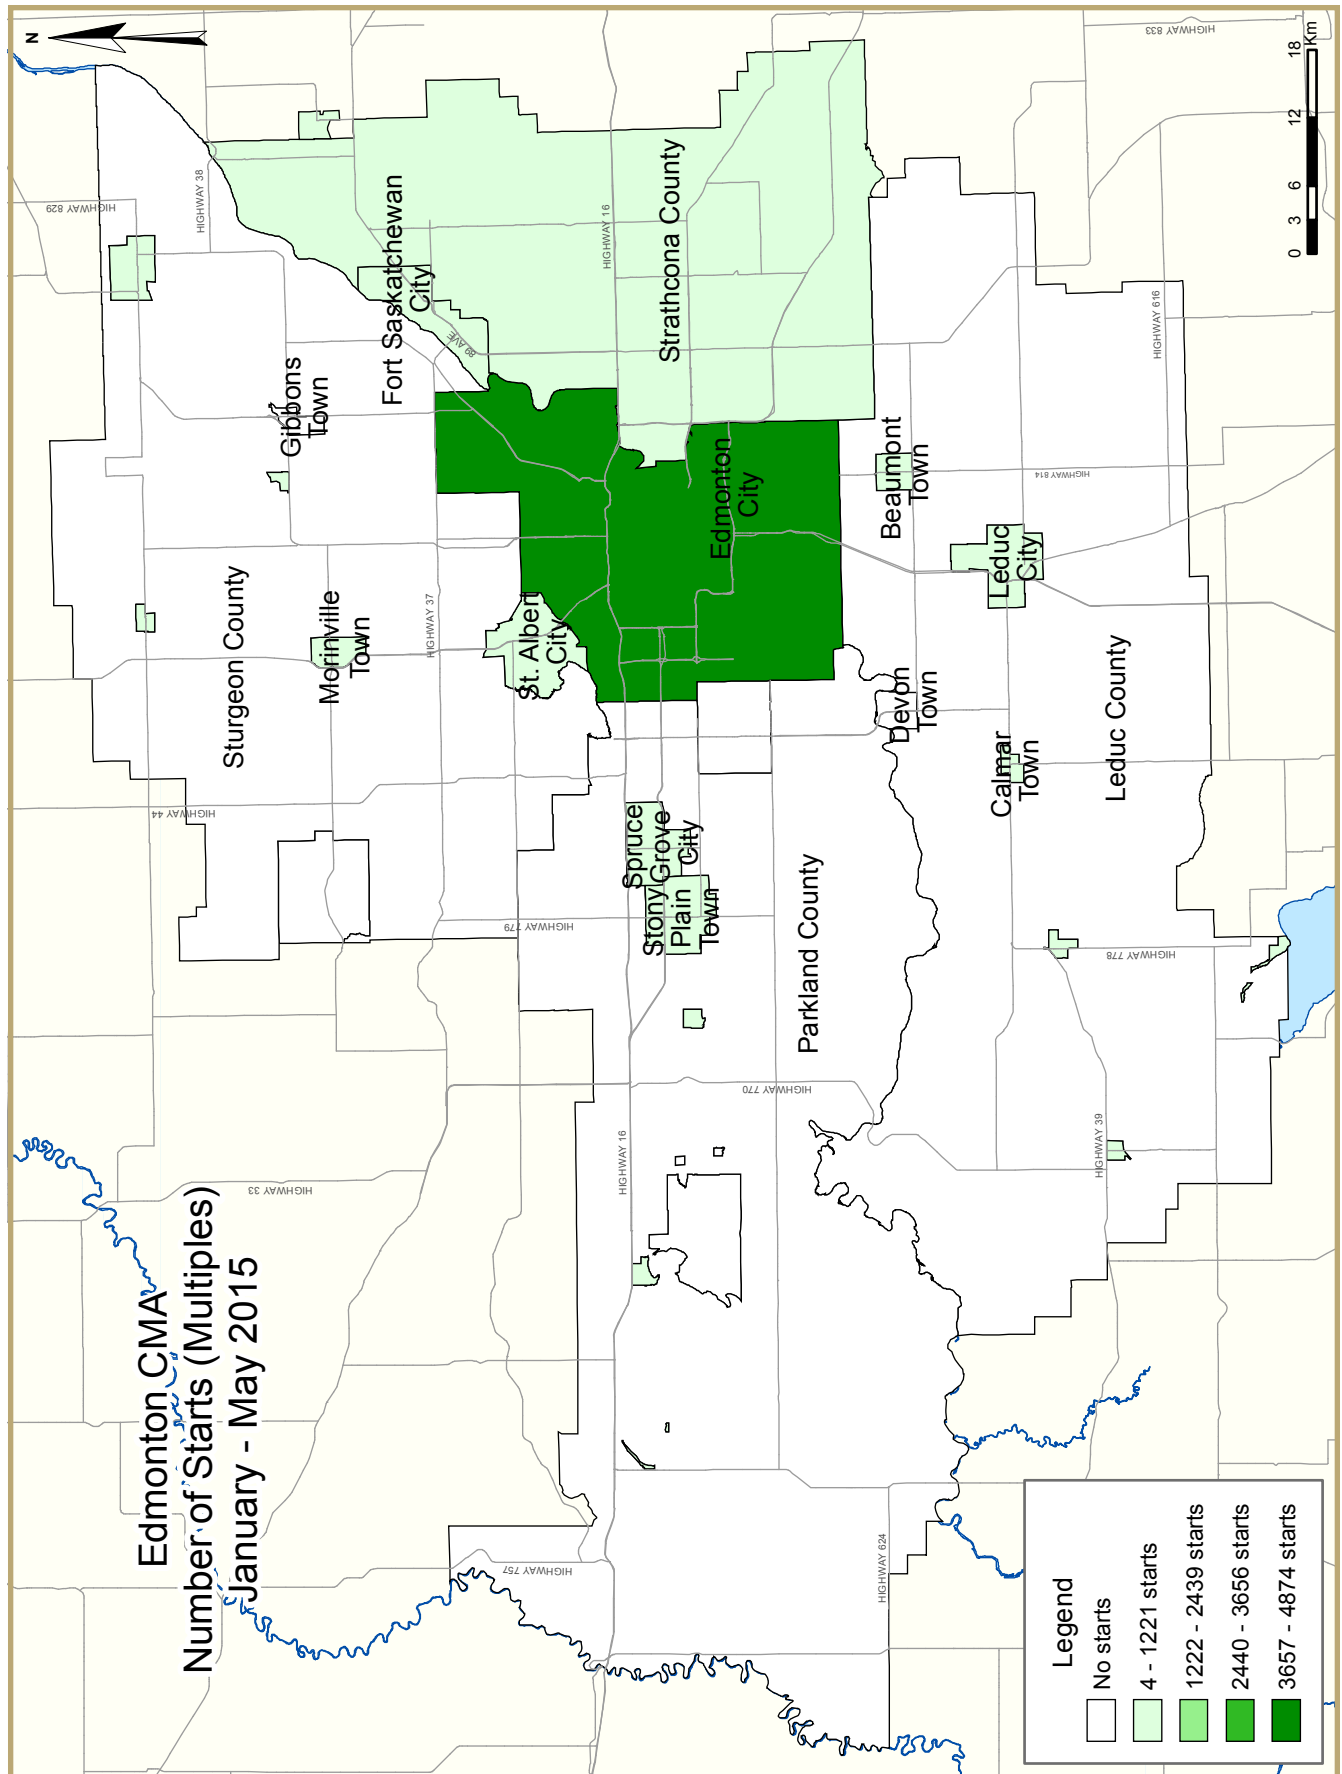 Edmonton CMA
Number of Starts (Multiples)
January - May 2015
N
HIGHWAY 829
HIGHWAY 38
HIGHWAY 833
Gibbons
Town
Fort Saskatchewan
City
89 AVE
HIGHWAY 16
Strathcona County
Sturgeon County
Morinville
Town
HIGHWAY 37
HIGHWAY 44
St. Albert
City
Edmonton
City
Beaumont
Town
HIGHWAY 814
HIGHWAY 616
Leduc
City
Devon
Town
Calmar
Town
Leduc County
Spruce
Grove
City
Stony
Plain
Town
HIGHWAY 779
Parkland County
HIGHWAY 778
HIGHWAY 770
HIGHWAY 39
HIGHWAY 16
HIGHWAY 33
HIGHWAY 757
HIGHWAY 624
0 3 6 12 18
Km
Legend
No starts
4 - 1221 starts
1222 - 2439 starts
2440 - 3656 starts
3657 - 4874 starts